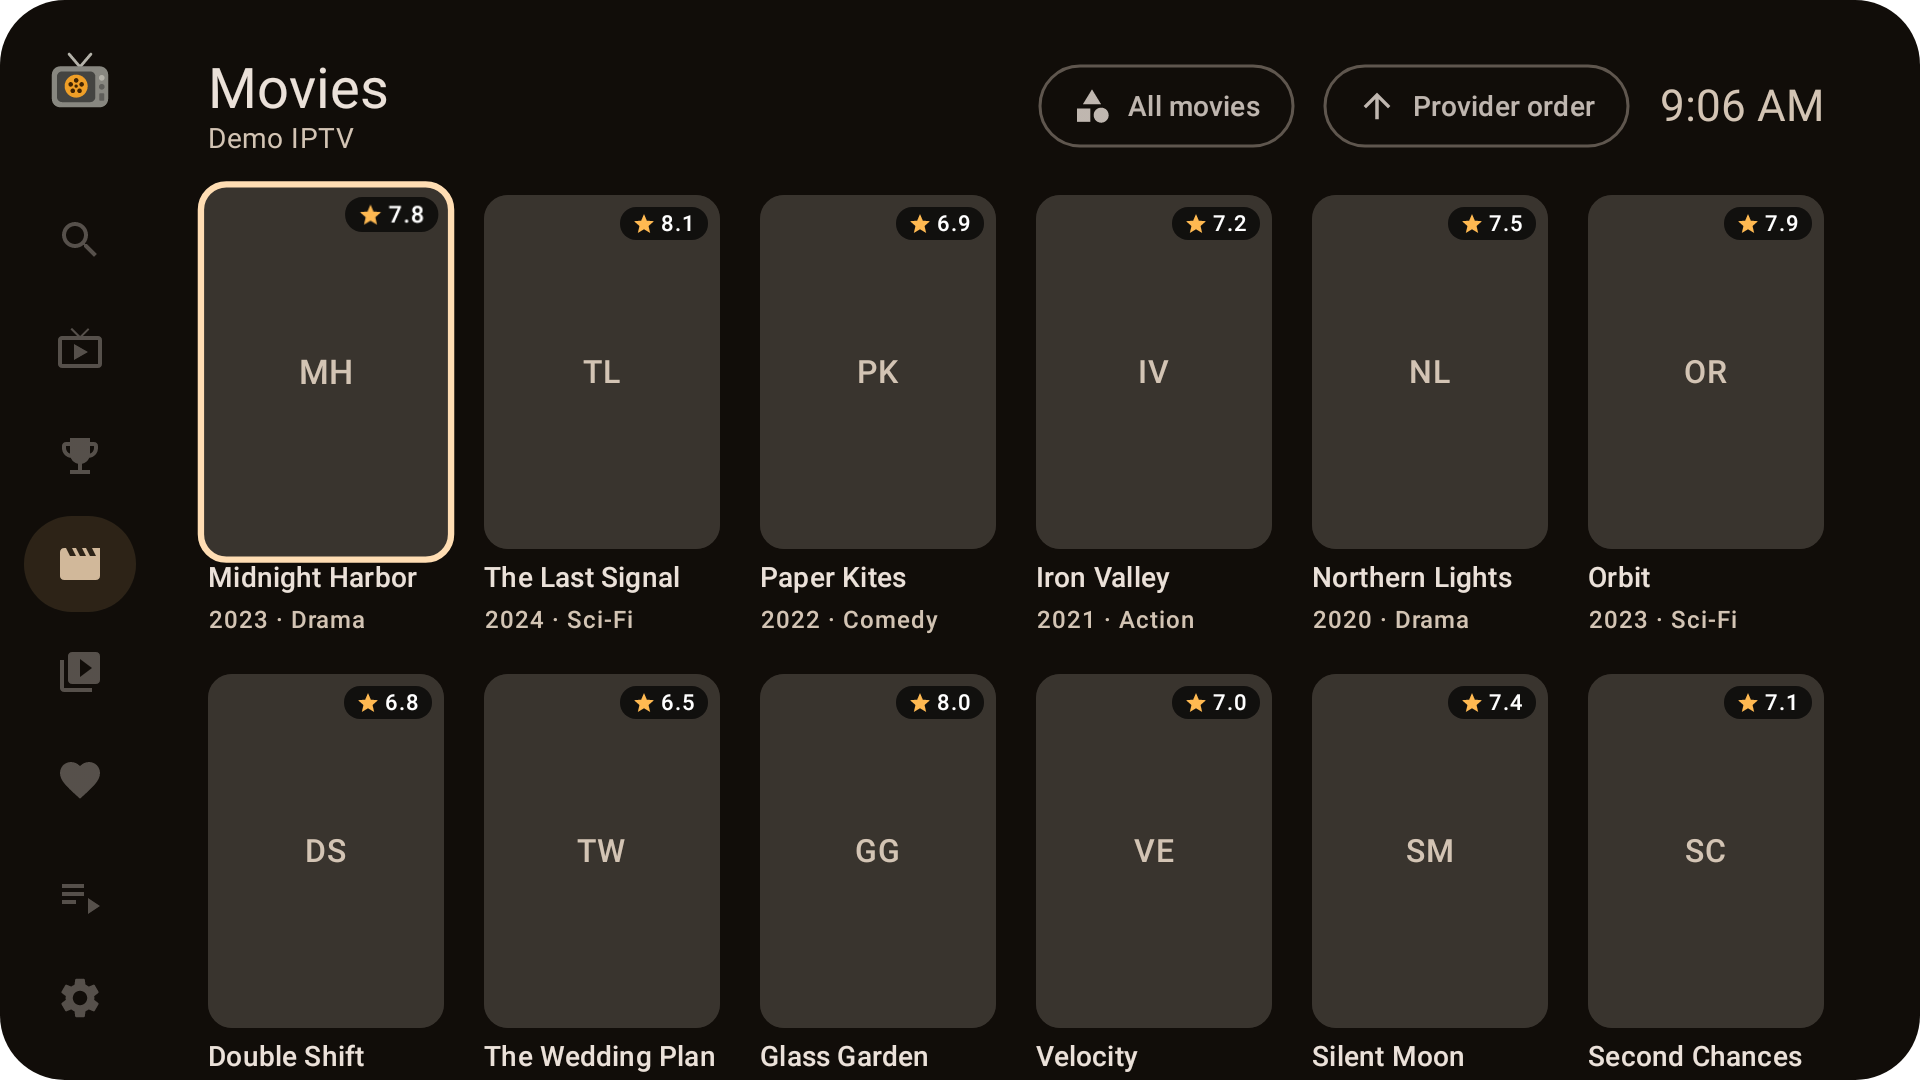 Movies
Demo IPTV
All movies
Provider order
9:06 AM
7.8
8.1
6.9
7.2
7.5
7.9
MH
TL
PK
IV
NL
OR
Midnight Harbor
The Last Signal
Paper Kites
Iron Valley
Northern Lights
Orbit
2023 · Drama
2024 · Sci-Fi
2022 · Comedy
2021 · Action
2020 · Drama
2023 · Sci-Fi
6.8
6.5
8.0
7.0
7.4
7.1
DS
TW
GG
VE
SM
SC
Double Shift
The Wedding Plan
Glass Garden
Velocity
Silent Moon
Second Chances